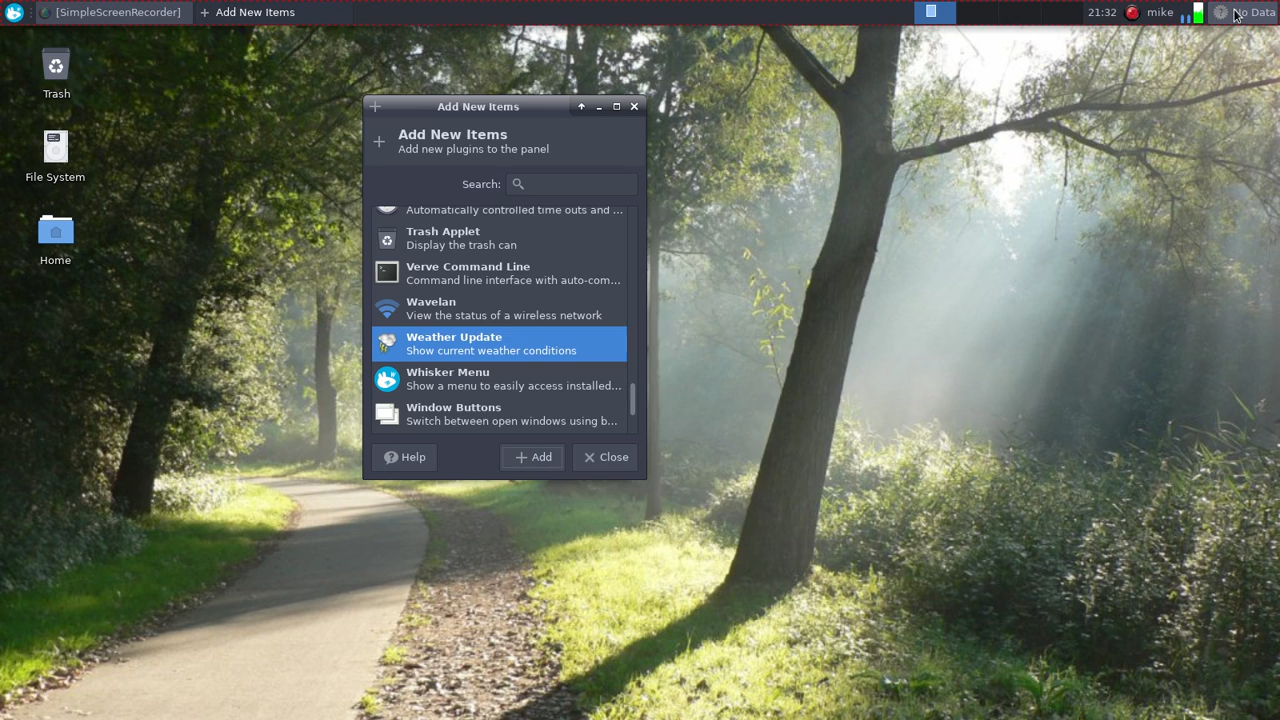 [SimpleScreenRecorder]
Add New Items
21:32
mike
No Data
Trash
File System
Home
Add New Items
Add New Items
Add new plugins to the panel
Search:
Automatically controlled time outs and ...
Trash Applet
Display the trash can
Verve Command Line
Command line interface with auto-com...
Wavelan
View the status of a wireless network
Weather Update
Show current weather conditions
Whisker Menu
Show a menu to easily access installed...
Window Buttons
Switch between open windows using b...
Help
Add
Close